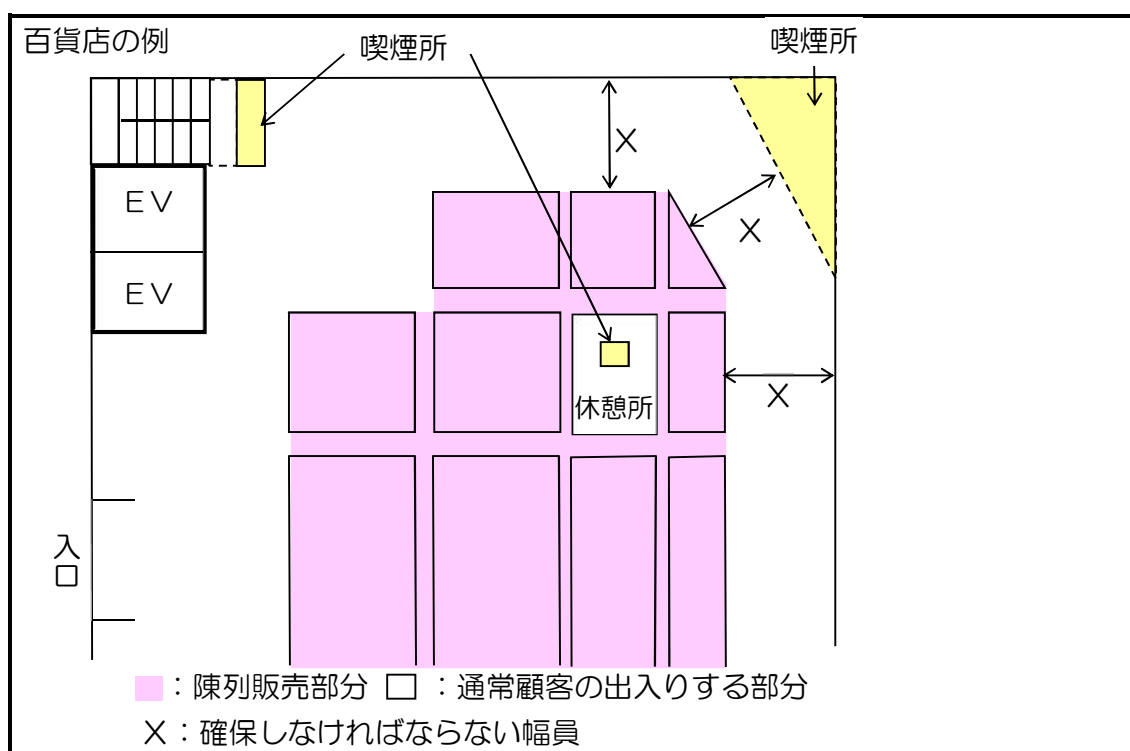 百貨店の例
喫煙所
喫煙所
X
EV
X
EV
X
休憩所
入口
：陳列販売部分 □：通常顧客の出入りする部分
X：確保しなければならない幅員